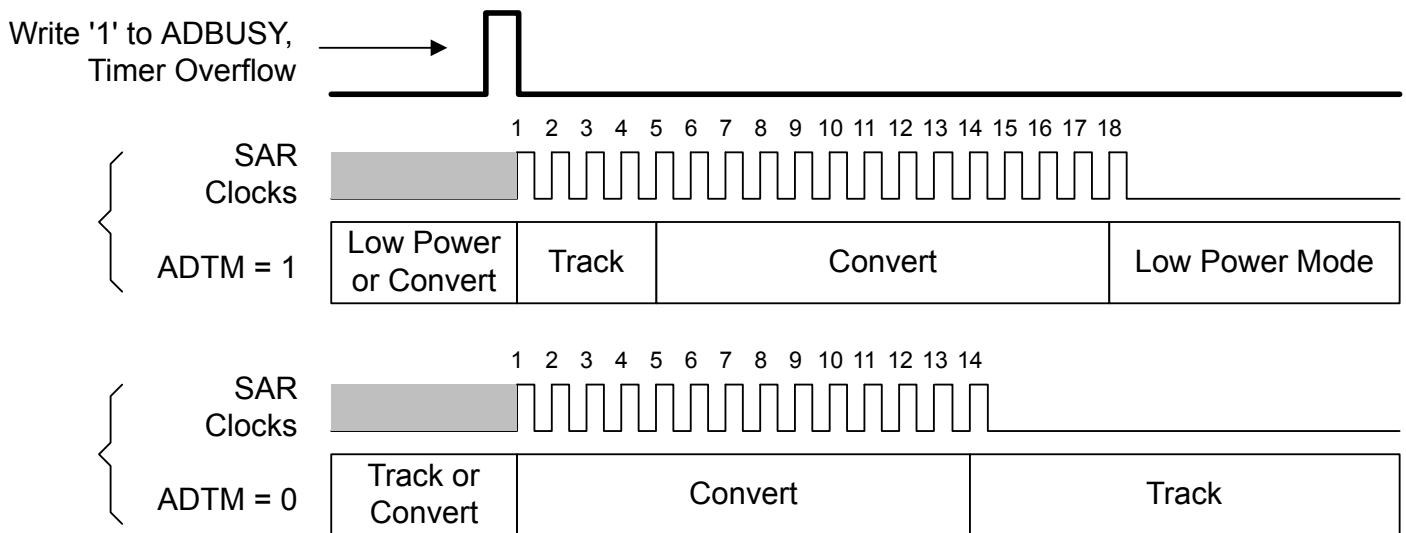 Write '1' to ADBUSY,
Timer Overflow
1 2 3 4 5 6 7 8 9 10 11 12 13 14 15 16 17 18
SAR
Clocks
ADTM = 1
Low Power
or Convert
Track
Convert
Low Power Mode
1 2 3 4 5 6 7 8 9 10 11 12 13 14
SAR
Clocks
ADTM = 0
Track or
Convert
Convert
Track